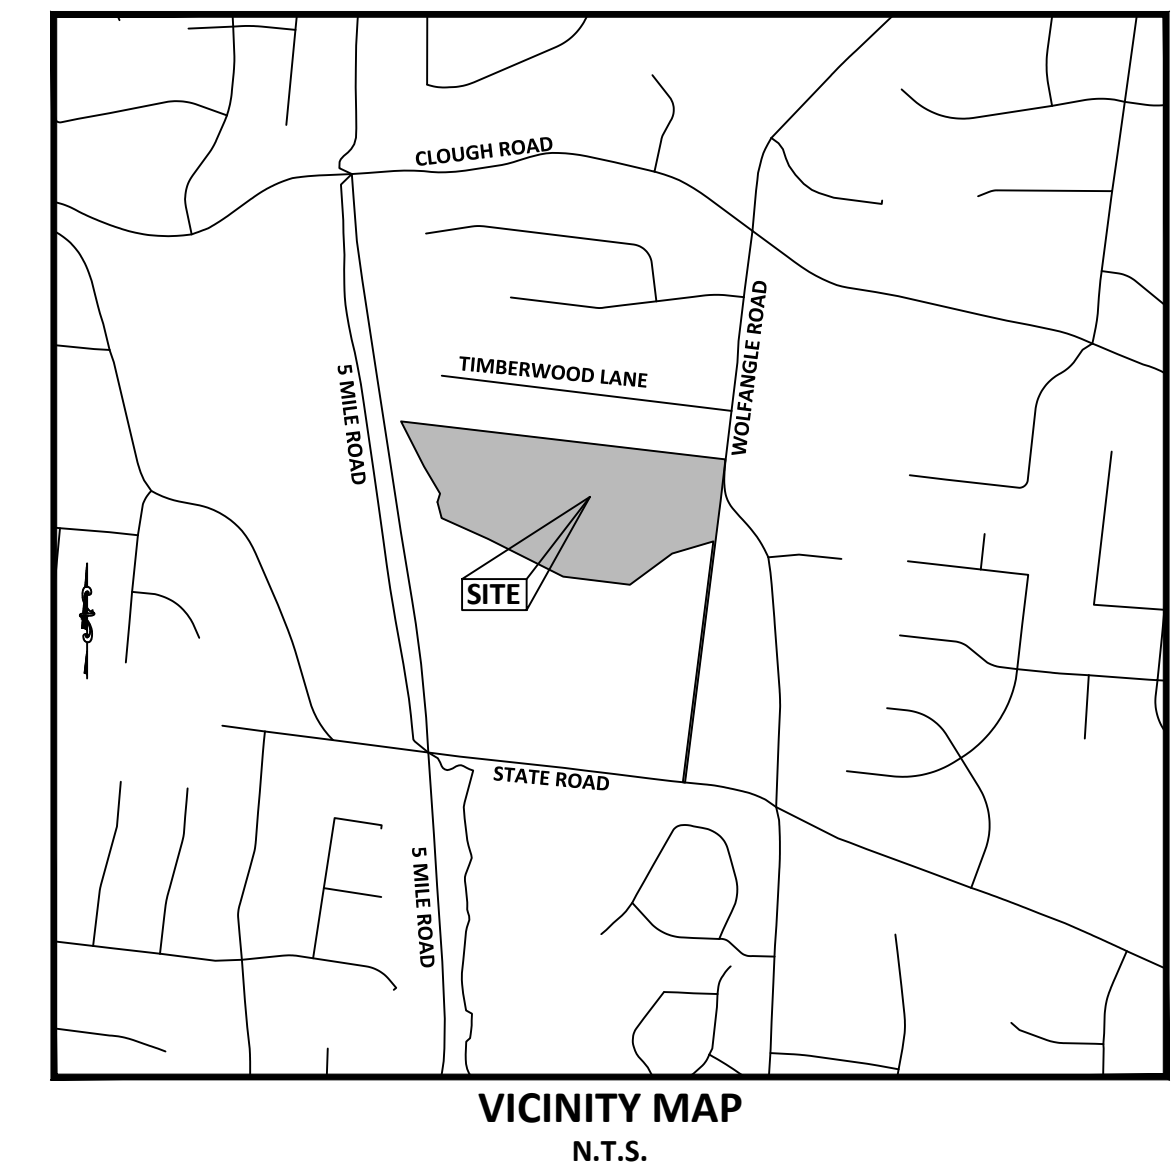 CLOUGH ROAD
WOLFANGLE ROAD
TIMBERWOOD LANE
5 MILE ROAD
SITE
STATE ROAD
5 MILE ROAD
VICINITY MAP
N.T.S.